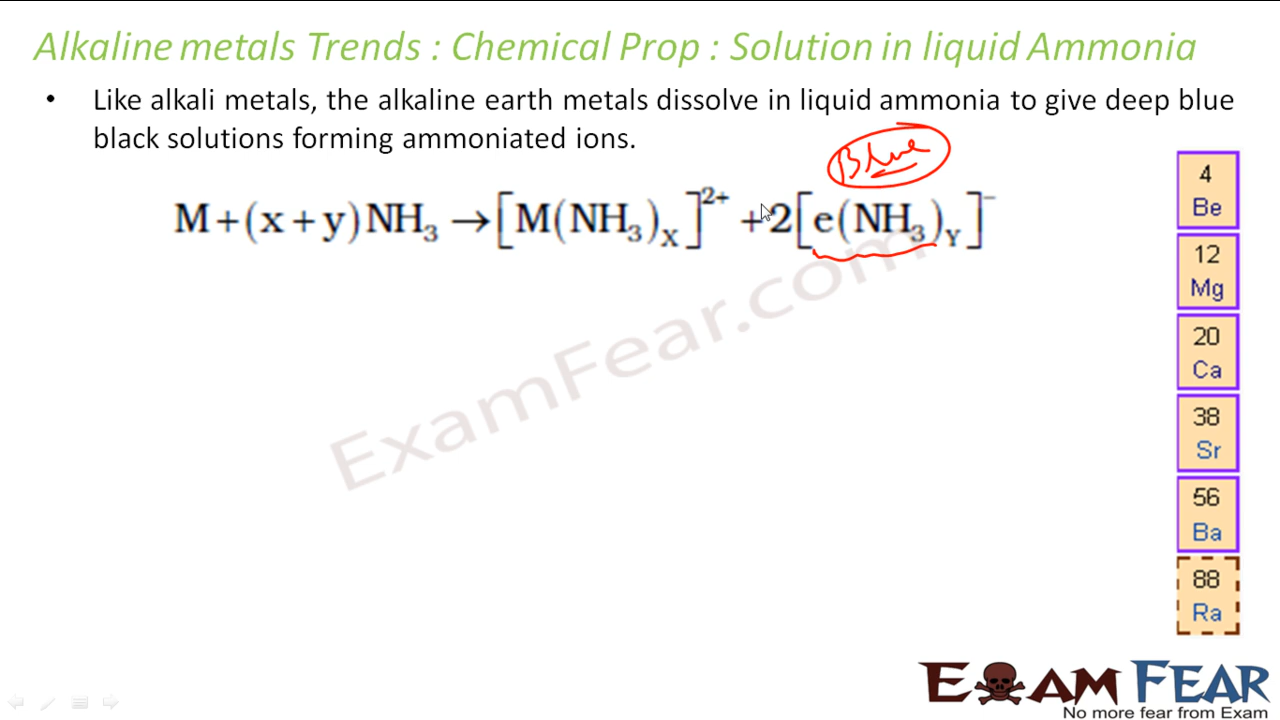 Alkaline metals Trends : Chemical Prop : Solution in liquid Ammonia
• Like alkali metals, the alkaline earth metals dissolve in liquid ammonia to give deep blue
black solutions forming ammoniated ions.
Blue
M+(x+y)NH₃→[M(NH₃)ₓ]²⁺+2[e(NH₃)Y]⁻
4
Be
12
Mg
20
Ca
38
Sr
56
Ba
88
Ra
ExamFear.com
EXAM FEAR
No more fear from Exam